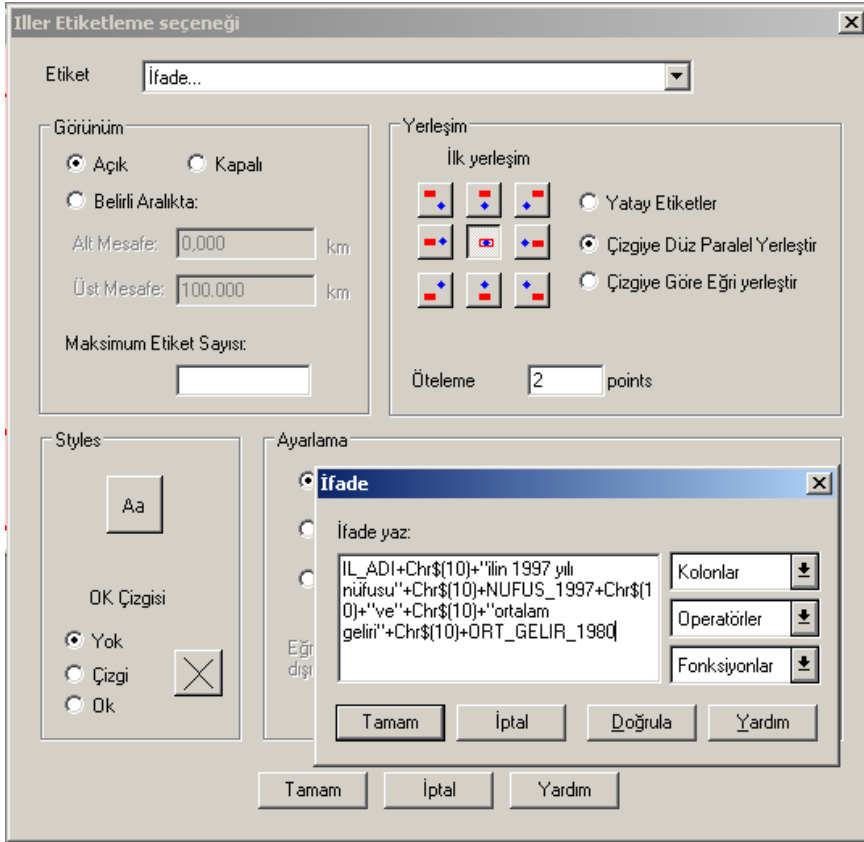 Iller Etiketleme seçeneği
Etiket
İfade...
Görünüm
Açık
Kapalı
Belirli Aralıkta:
Alt Mesafe:
0,000
km
Üst Mesafe:
100.000
km
Maksimum Etiket Sayısı:
Yerleşim
İlk yerleşim
Yatay Etiketler
Çizgiye Düz Paralel Yerleştir
Çizgiye Göre Eğri yerleştir
Öteleme
2
points
Styles
Aa
OK Çizgisi
Yok
Çizgi
Ok
Ayarlama
Eğr
dışı
İfade
İfade yaz:
IL_ADI+Chr$(10)+"ilin 1997 yılı
nüfusu"+Chr$(10)+NUFUS_1997+Chr$(1
0)+"ve"+Chr$(10)+"ortalam
geliri"+Chr$(10)+ORT_GELIR_1980
Kolonlar
Operatörler
Fonksiyonlar
Tamam
İptal
Doğrula
Yardım
Tamam
İptal
Yardım